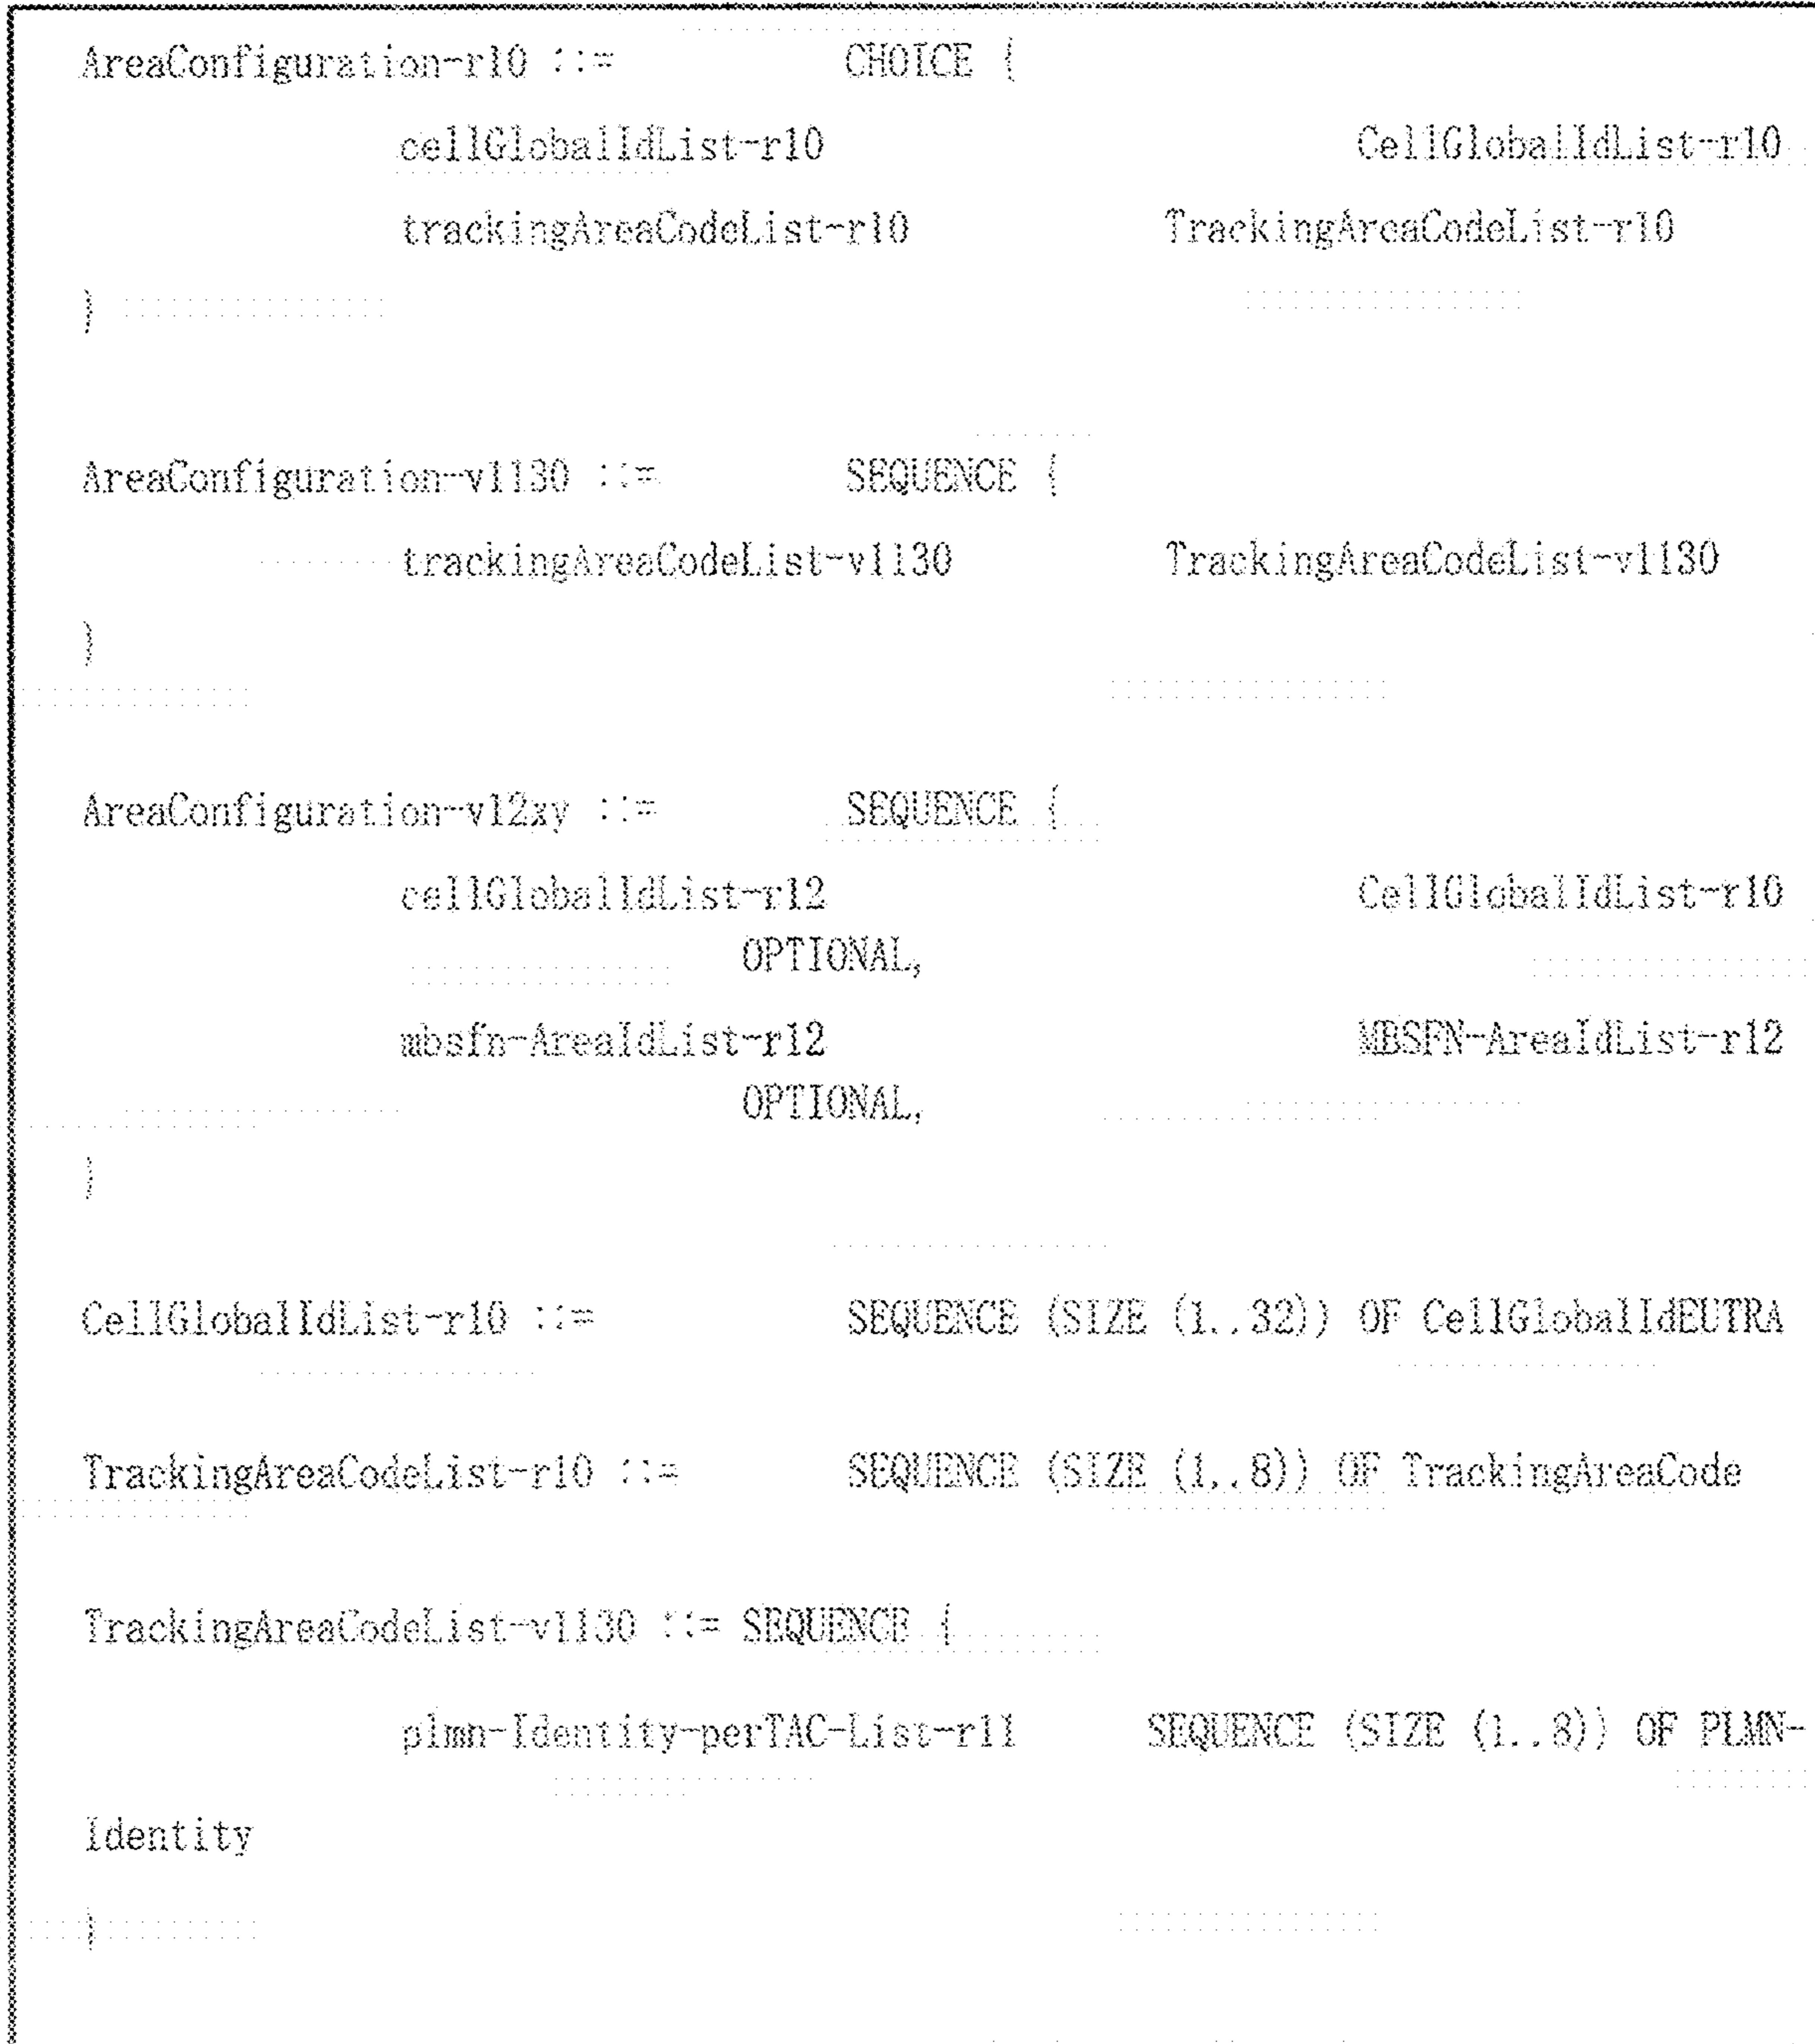 AreaConfiguration-r10 ::= CHOICE {
cellGlobalIdList-r10 CellGlobalIdList-r10
trackingAreaCodeList-r10 TrackingAreaCodeList-r10
}
AreaConfiguration-v1130 ::= SEQUENCE {
trackingAreaCodeList-v1130 TrackingAreaCodeList-v1130
}
AreaConfiguration-v12xy ::= SEQUENCE {
cellGlobalIdList-r12 CellGlobalIdList-r10
OPTIONAL,
mbsfn-AreaIdList-r12 MBSFN-AreaIdList-r12
OPTIONAL,
}
CellGlobalIdList-r10 ::= SEQUENCE (SIZE (1..32)) OF CellGlobalIdEUTRA
TrackingAreaCodeList-r10 ::= SEQUENCE (SIZE (1..8)) OF TrackingAreaCode
TrackingAreaCodeList-v1130 ::= SEQUENCE {
plmn-Identity-perTAC-List-r11 SEQUENCE (SIZE (1..8)) OF PLMN-
Identity
}